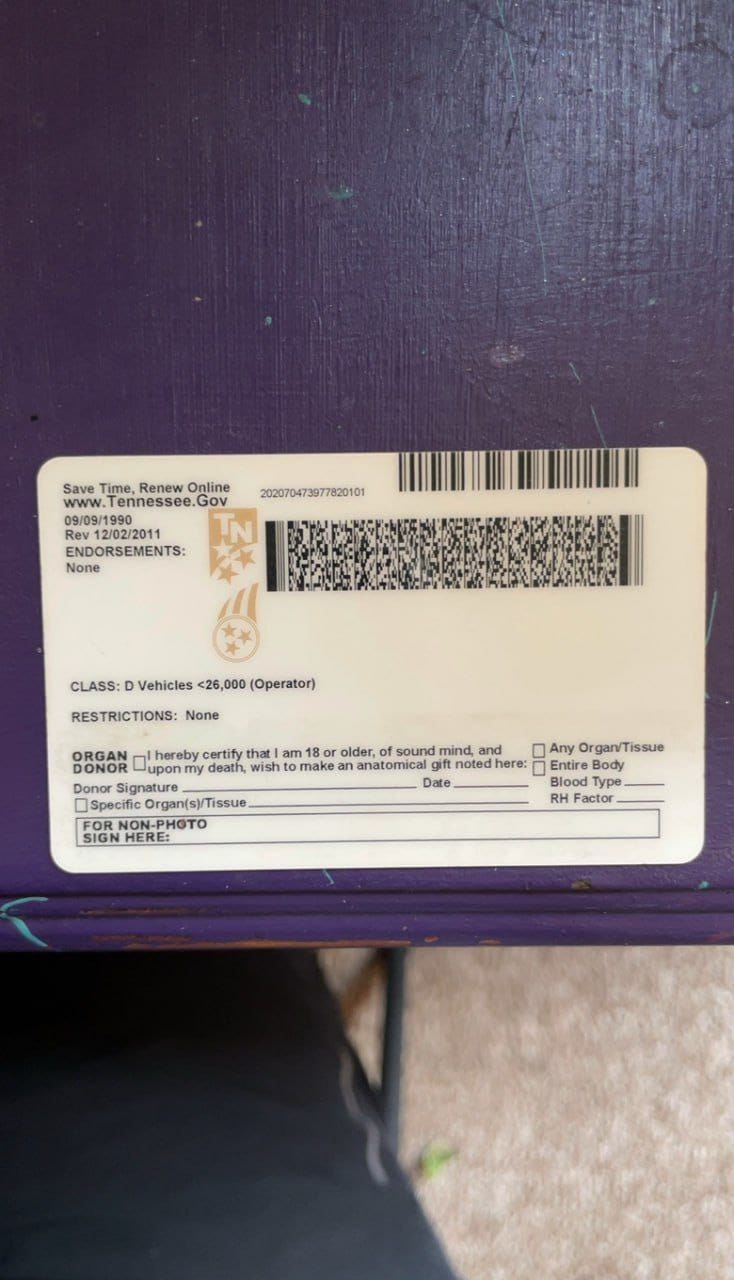 Save Time, Renew Online
www.Tennessee.Gov
202070473977820101
09/09/1990
Rev 12/02/2011
ENDORSEMENTS:
None
TN
CLASS: D Vehicles <26,000 (Operator)
RESTRICTIONS: None
ORGAN DONOR I hereby certify that I am 18 or older, of sound mind, and
upon my death, wish to make an anatomical gift noted here:
Any Organ/Tissue
Entire Body
Donor Signature Date Blood Type
Specific Organ(s)/Tissue RH Factor
FOR NON-PHOTO
SIGN HERE: